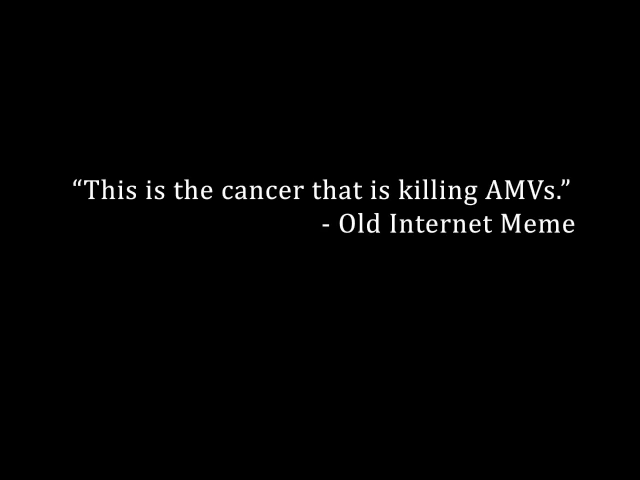 “This is the cancer that is killing AMVs.”
- Old Internet Meme